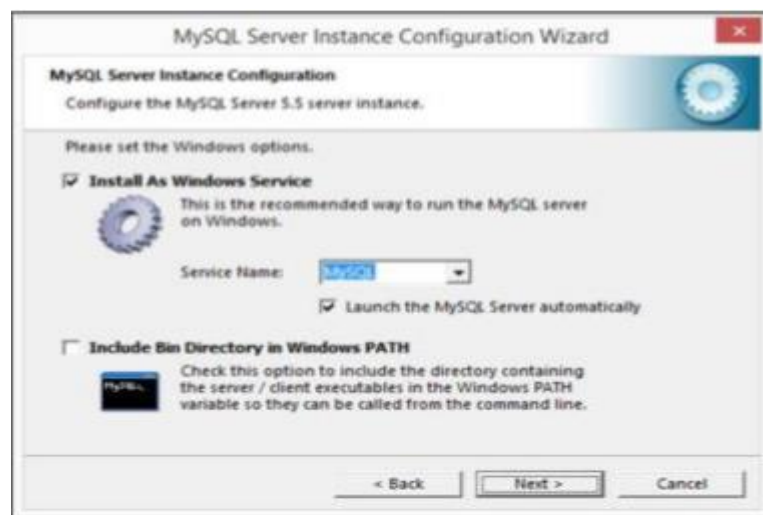 MySQL Server Instance Configuration Wizard
MySQL Server Instance Configuration
Configure the MySQL Server 5.5 server instance.
Please set the Windows options.
Install As Windows Service
This is the recommended way to run the MySQL server
on Windows.
Service Name: MySQL
Launch the MySQL Server automatically
Include Bin Directory in Windows PATH
Check this option to include the directory containing
the server / client executables in the Windows PATH
variable so they can be called from the command line.
< Back Next > Cancel